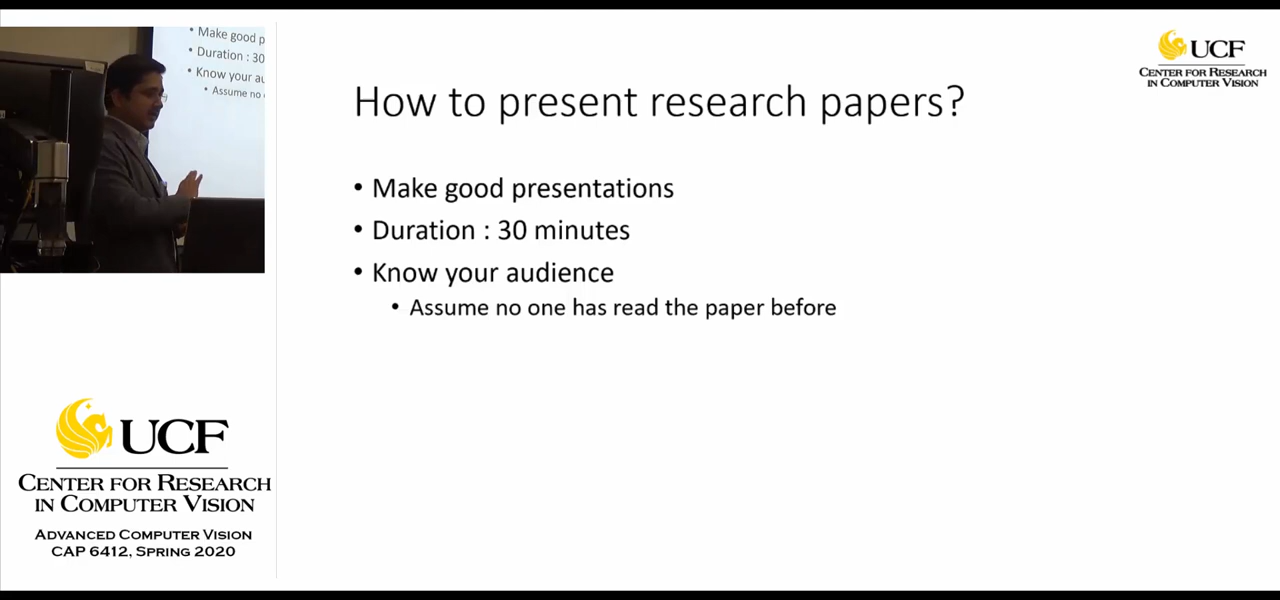 Make good p
Duration : 30
Know your au
Assume no
UCF
CENTER FOR RESEARCH
IN COMPUTER VISION
How to present research papers?
• Make good presentations
• Duration : 30 minutes
• Know your audience
• Assume no one has read the paper before
UCF
CENTER FOR RESEARCH
IN COMPUTER VISION
ADVANCED COMPUTER VISION
CAP 6412, SPRING 2020